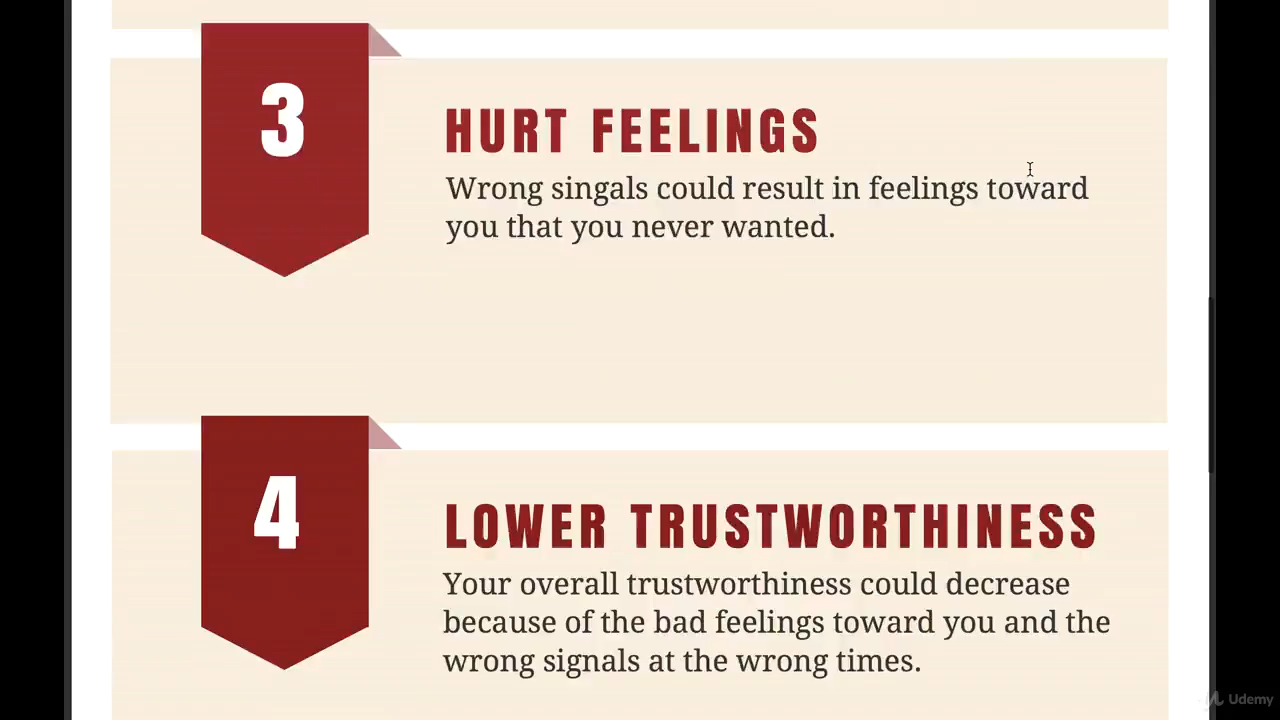 3
HURT FEELINGS
Wrong singals could result in feelings toward
you that you never wanted.
4
LOWER TRUSTWORTHINESS
Your overall trustworthiness could decrease
because of the bad feelings toward you and the
wrong signals at the wrong times.
Udemy